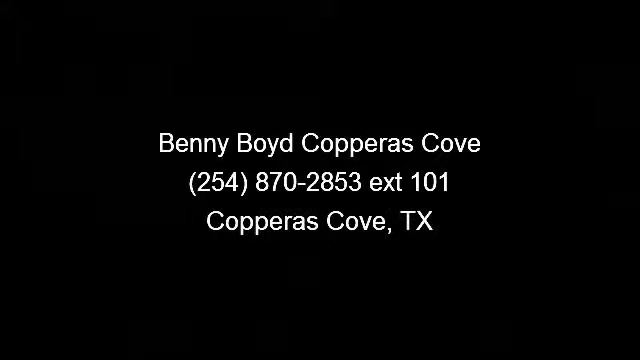 Benny Boyd Copperas Cove
(254) 870-2853 ext 101
Copperas Cove, TX